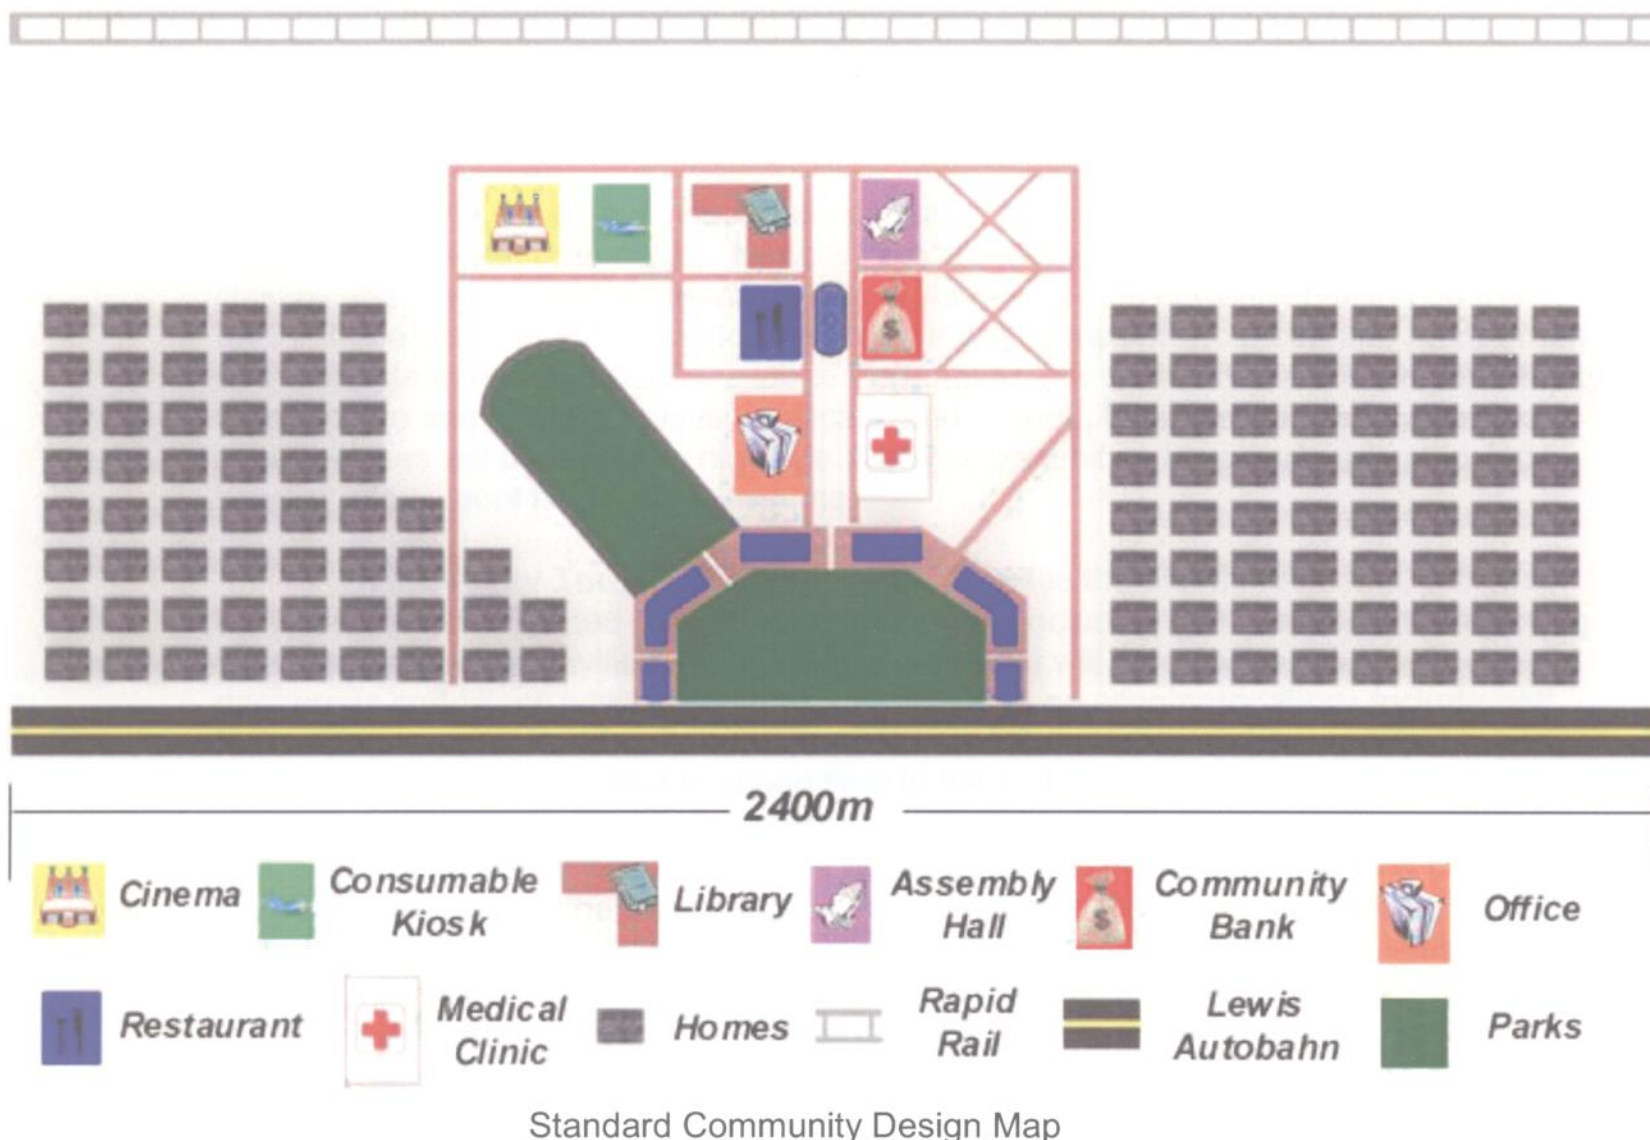 2400m
Cinema
Consumable
Kiosk
Library
Assembly
Hall
Community
Bank
Office
Restaurant
Medical
Clinic
Homes
Rapid
Rail
Lewis
Autobahn
Parks
Standard Community Design Map